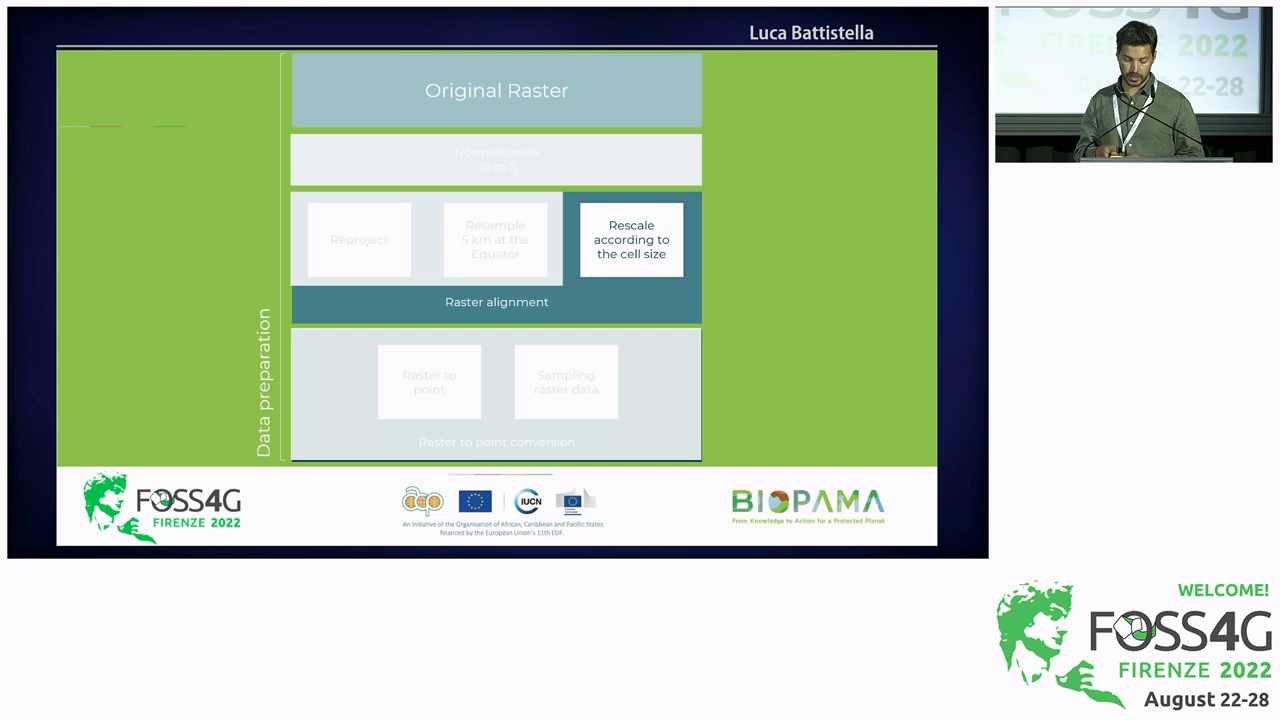 Luca Battistella
Original Raster
Normalisation
(0 to 1)
Reproject
Resample
5 km at the
Equator
Rescale
according to
the cell size
Raster alignment
Raster to
point
Sampling
raster data
Raster to point conversion
Data preparation
FOSS4G
FIRENZE 2022
acp
IUCN
An initiative of the Organisation of African, Caribbean and Pacific States
financed by the European Union's 11th EDF.
BIOPAMA
From Knowledge to Action for a Protected Planet
FIRENZE 2022
22-28
WELCOME!
FOSS4G
FIRENZE 2022
August 22-28